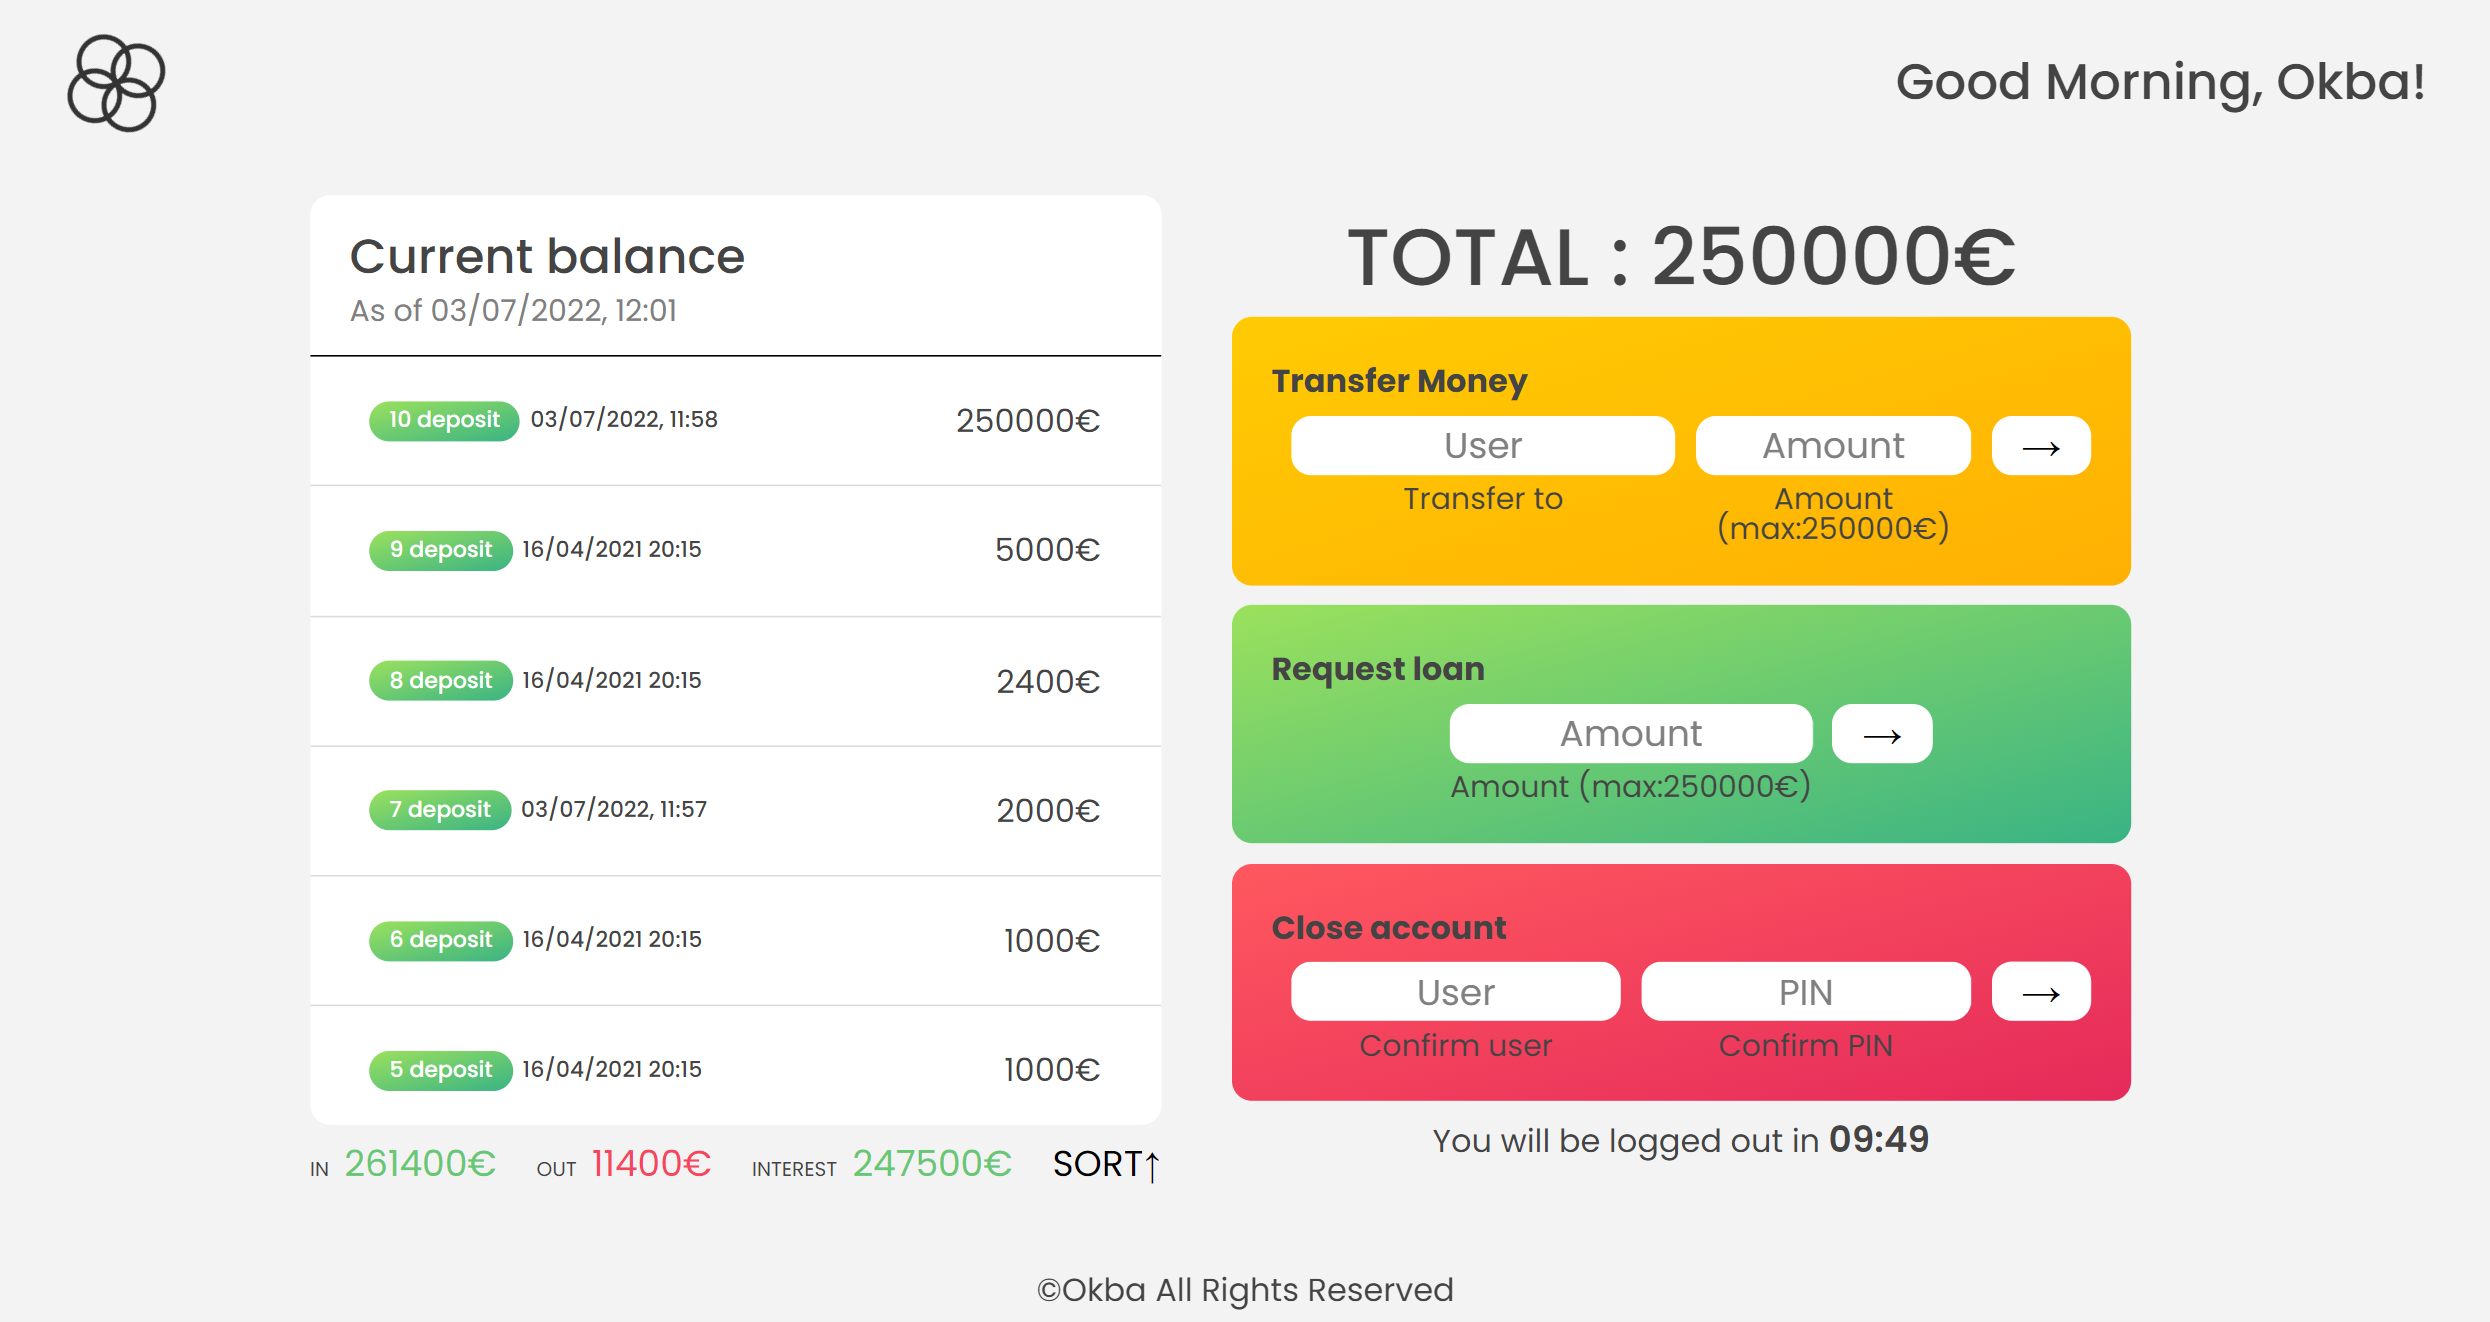 Good Morning, Okba!
Current balance
As of 03/07/2022, 12:01
10 deposit 03/07/2022, 11:58 250000€
9 deposit 16/04/2021 20:15 5000€
8 deposit 16/04/2021 20:15 2400€
7 deposit 03/07/2022, 11:57 2000€
6 deposit 16/04/2021 20:15 1000€
5 deposit 16/04/2021 20:15 1000€
IN 261400€ OUT 11400€ INTEREST 247500€ SORT↑
TOTAL : 250000€
Transfer Money
User Amount →
Transfer to Amount
(max:250000€)
Request loan
Amount →
Amount (max:250000€)
Close account
User PIN →
Confirm user Confirm PIN
You will be logged out in 09:49
©Okba All Rights Reserved